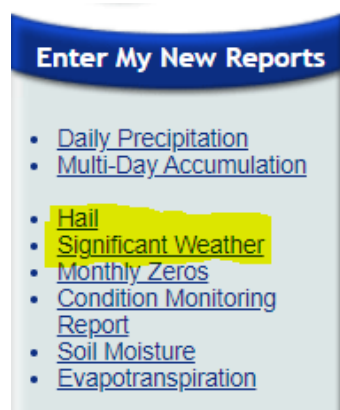 Enter My New Reports
Daily Precipitation
Multi-Day Accumulation
Hail
Significant Weather
Monthly Zeros
Condition Monitoring
Report
Soil Moisture
Evapotranspiration